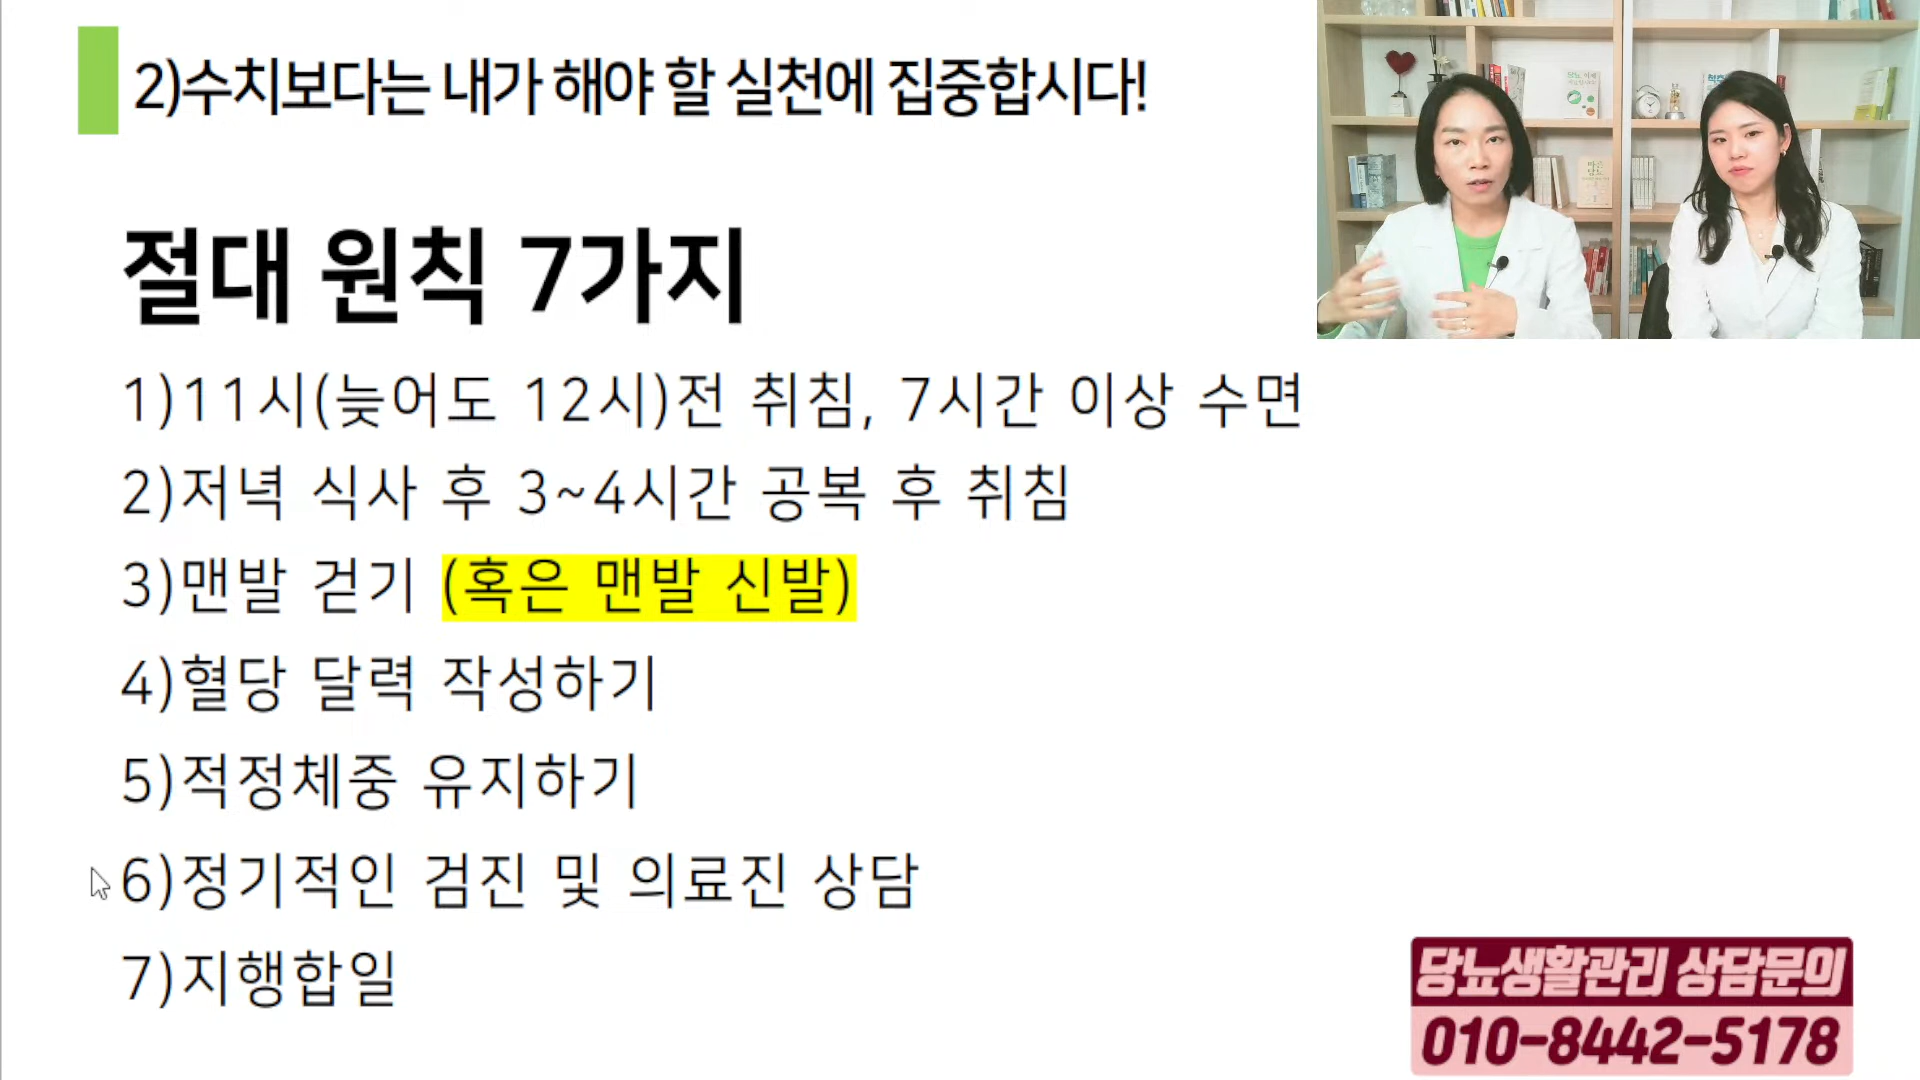 2)수치보다는 내가 해야 할 실천에 집중합시다!
절대 원칙 7가지
1)11시(늦어도 12시)전 취침, 7시간 이상 수면
2)저녁 식사 후 3~4시간 공복 후 취침
3)맨발 걷기 (혹은 맨발 신발)
4)혈당 달력 작성하기
5)적정체중 유지하기
6)정기적인 검진 및 의료진 상담
7)지행합일
당뇨생활관리 상담문의
010-8442-5178